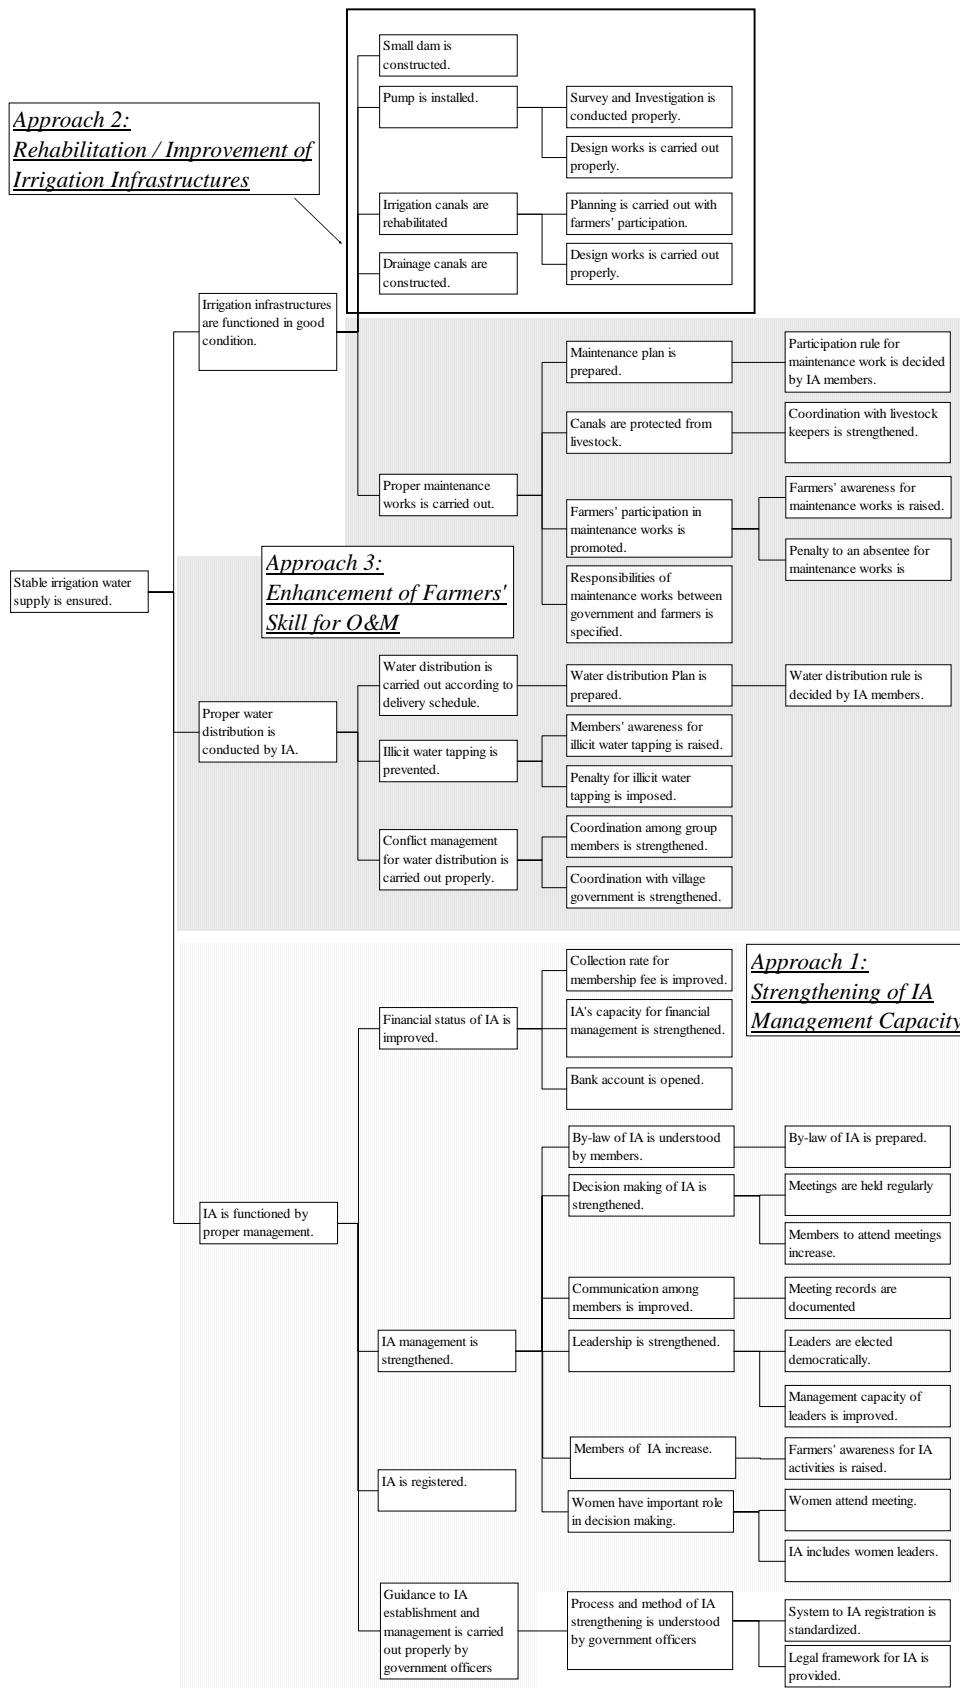 Small dam is
constructed.
Pump is installed.
Survey and Investigation is
conducted properly.
Approach 2:
Rehabilitation / Improvement of
Irrigation Infrastructures
Design works is carried out
properly.
Irrigation canals are
rehabilitated
Planning is carried out with
farmers' participation.
Drainage canals are
constructed.
Design works is carried out
properly.
Irrigation infrastructures
are functioned in good
condition.
Maintenance plan is
prepared.
Participation rule for
maintenance work is decided
by IA members.
Canals are protected from
livestock.
Coordination with livestock
keepers is strengthened.
Proper maintenance
works is carried out.
Farmers' participation in
maintenance works is
promoted.
Farmers' awareness for
maintenance works is raised.
Penalty to an absentee for
maintenance works is
Approach 3:
Enhancement of Farmers'
Skill for O&M
Responsibilities of
maintenance works between
government and farmers is
specified.
Stable irrigation water
supply is ensured.
Water distribution is
carried out according to
delivery schedule.
Water distribution Plan is
prepared.
Water distribution rule is
decided by IA members.
Proper water
distribution is
conducted by IA.
Illicit water tapping is
prevented.
Members' awareness for
illicit water tapping is raised.
Penalty for illicit water
tapping is imposed.
Conflict management
for water distribution is
carried out properly.
Coordination among group
members is strengthened.
Coordination with village
government is strengthened.
Approach 1:
Strengthening of IA
Management Capacity
Collection rate for
membership fee is improved.
Financial status of IA is
improved.
IA's capacity for financial
management is strengthened.
Bank account is opened.
By-law of IA is understood
by members.
By-law of IA is prepared.
Decision making of IA is
strengthened.
Meetings are held regularly
Members to attend meetings
increase.
IA is functioned by
proper management.
Communication among
members is improved.
Meeting records are
documented
IA management is
strengthened.
Leadership is strengthened.
Leaders are elected
democratically.
Management capacity of
leaders is improved.
Members of IA increase.
Farmers' awareness for IA
activities is raised.
IA is registered.
Women have important role
in decision making.
Women attend meeting.
IA includes women leaders.
Guidance to IA
establishment and
management is carried
out properly by
government officers
Process and method of IA
strengthening is understood
by government officers
System to IA registration is
standardized.
Legal framework for IA is
provided.